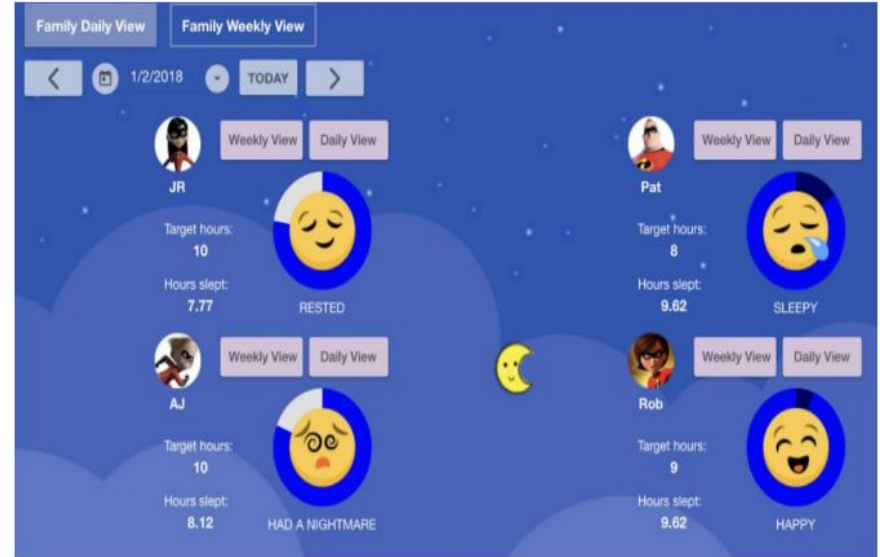 Family Daily View
Family Weekly View
1/2/2018
TODAY
Weekly View
Daily View
JR
Target hours:
10
Hours slept:
7.77
RESTED
Weekly View
Daily View
Pat
Target hours:
8
Hours slept:
9.62
SLEEPY
Weekly View
Daily View
AJ
Target hours:
10
Hours slept:
8.12
HAD A NIGHTMARE
Weekly View
Daily View
Rob
Target hours:
9
Hours slept:
9.62
HAPPY